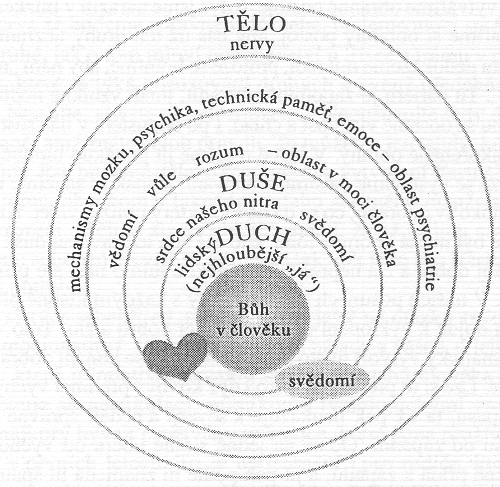 TĚLO
nervy
mechanismy mozku, psychika, technická paměť, emoce – oblast psychiatrie
vědomí vůle rozum – oblast v moci člověka
DUŠE
srdce našeho nitra svědomí
lidský DUCH
(nejhloubější „já“)
Bůh
v člověku
svědomí